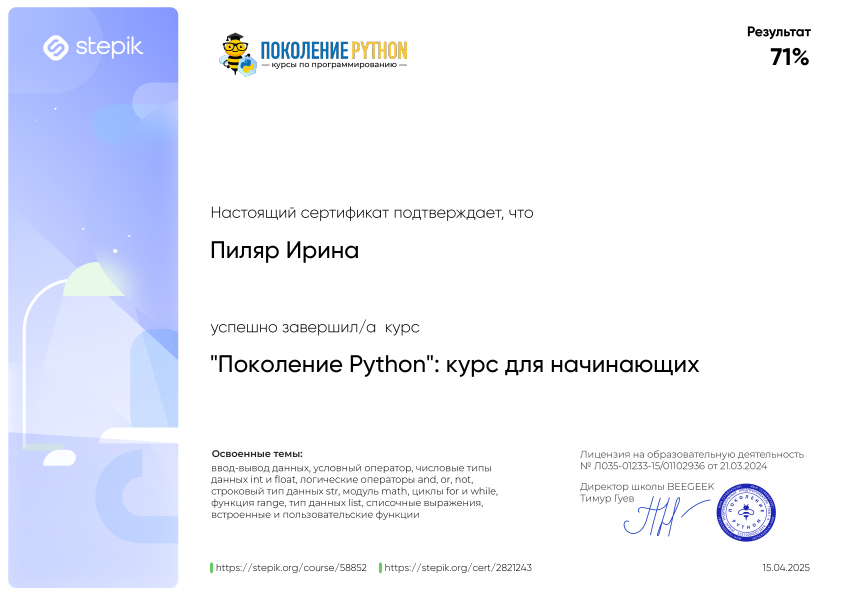 stepik
ПОКОЛЕНИЕ PYTHON
— курсы по программированию —
Результат
71%
Настоящий сертификат подтверждает, что
Пиляр Ирина
успешно завершил/а курс
"Поколение Python": курс для начинающих
Освоенные темы:
ввод-вывод данных, условный оператор, числовые типы
данных int и float, логические операторы and, or, not,
строковый тип данных str, модуль math, циклы for и while,
функция range, тип данных list, списочные выражения,
встроенные и пользовательские функции
Лицензия на образовательную деятельность
№ Л035-01233-15/01102936 от 21.03.2024
Директор школы BEEGEEK
Тимур Гуев
ПОКОЛЕНИЕ
PYTHON
https://stepik.org/course/58852
https://stepik.org/cert/2821243
15.04.2025